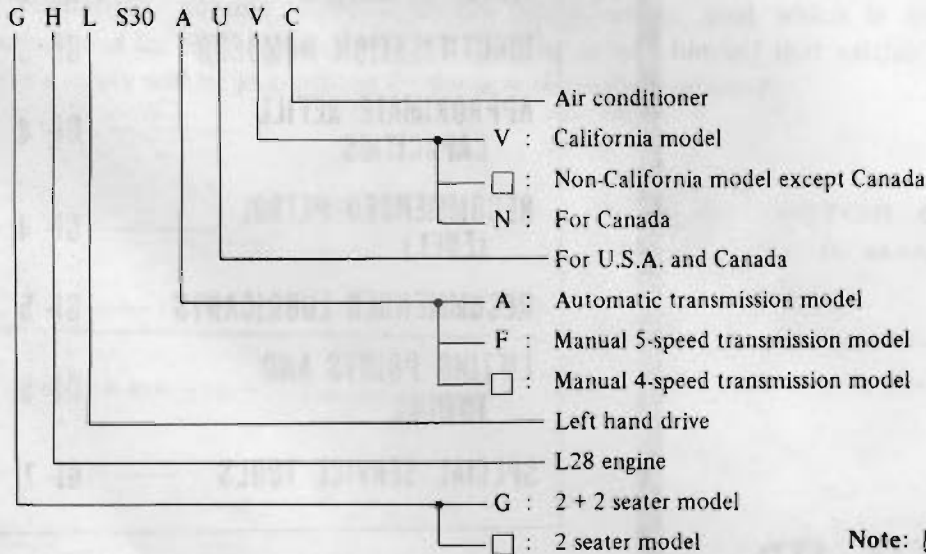 G H L S30 A U V C
Air conditioner
V : California model
□ : Non-California model except Canada
N : For Canada
For U.S.A. and Canada
A : Automatic transmission model
F : Manual 5-speed transmission model
□ : Manual 4-speed transmission model
Left hand drive
L28 engine
G : 2 + 2 seater model
□ : 2 seater model Note: